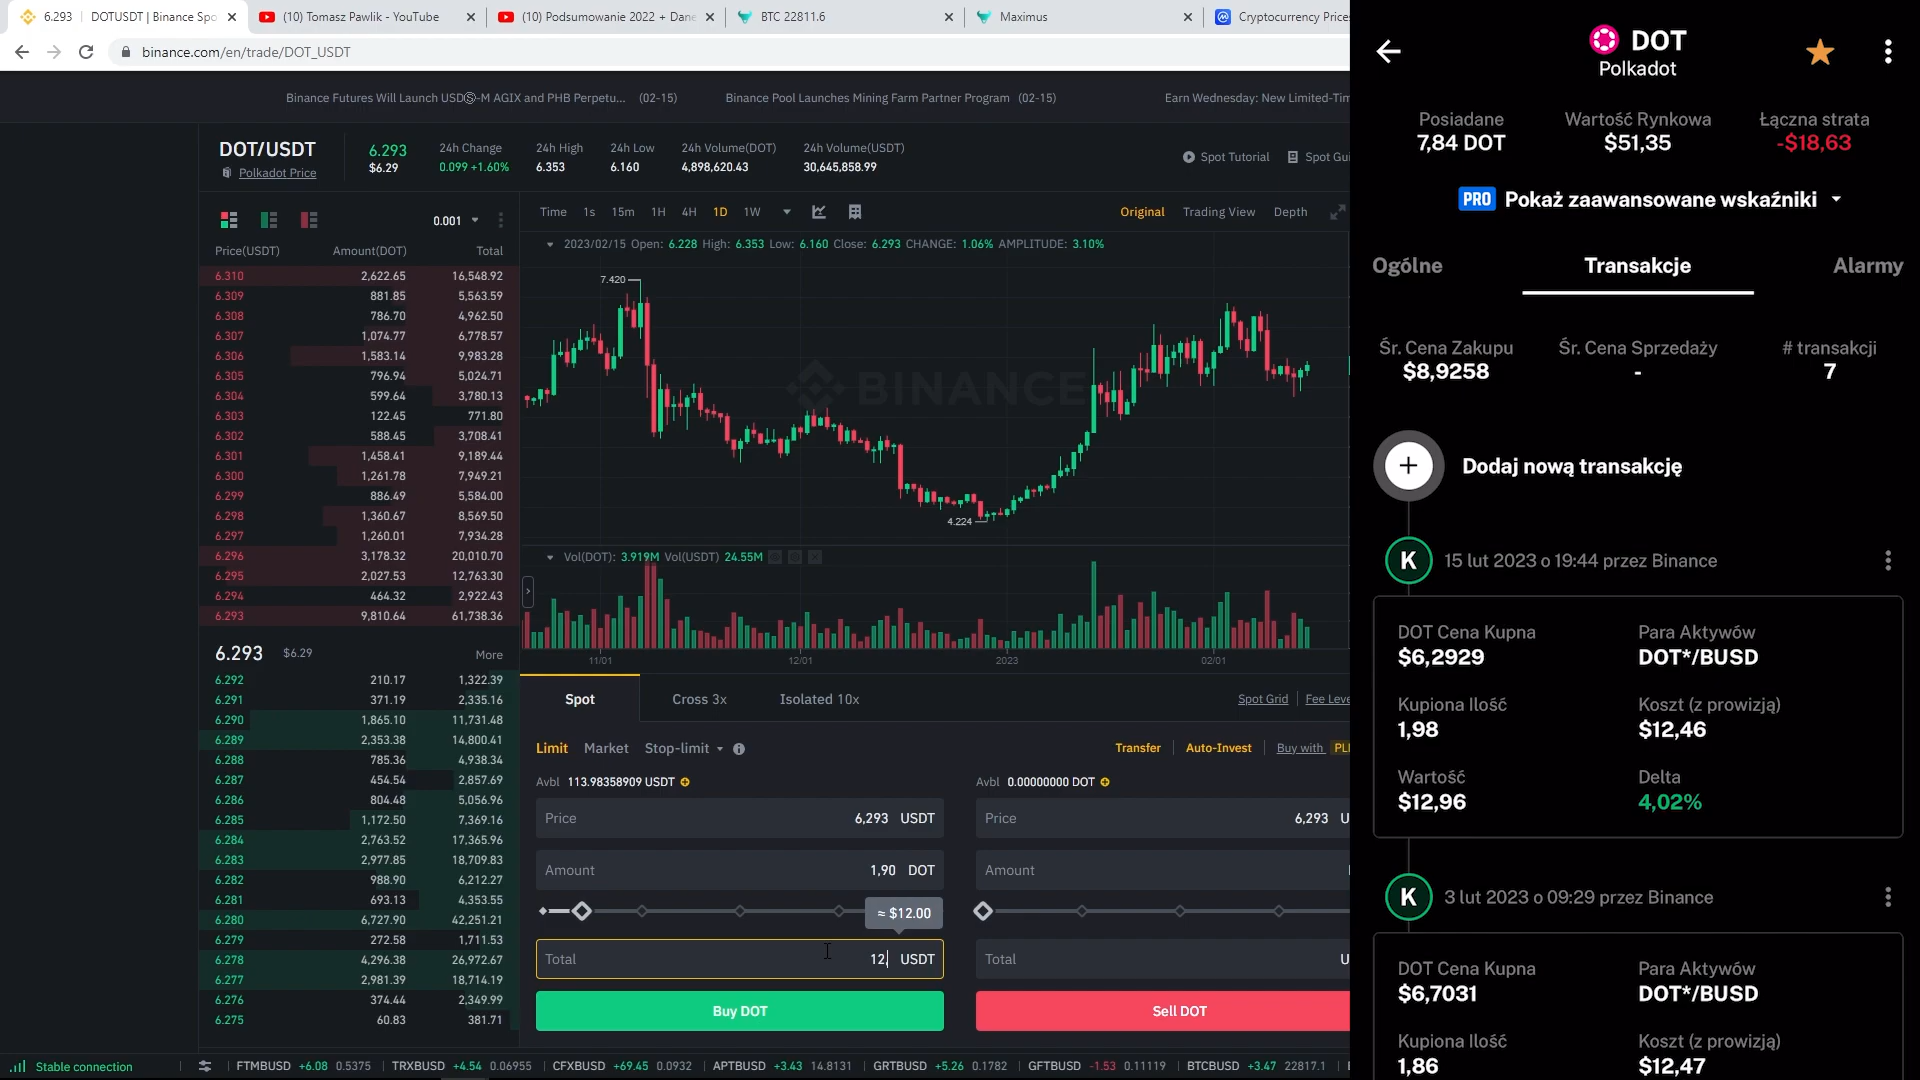 6.293 | DOTUSDT | Binance Spo
(10) Tomasz Pawlik - YouTube
(10) Podsumowanie 2022 + Dane
BTC 22811.6
Maximus
Cryptocurrency Price
binance.com/en/trade/DOT_USDT
Binance Futures Will Launch USDⓈ-M AGIX and PHB Perpetu... (02-15)
Binance Pool Launches Mining Farm Partner Program (02-15)
Earn Wednesday: New Limited-Tim
DOT/USDT
Polkadot Price
6.293
$6.29
24h Change
0.099 +1.60%
24h High
6.353
24h Low
6.160
24h Volume(DOT)
4,898,620.43
24h Volume(USDT)
30,645,858.99
Spot Tutorial
Spot Gui
0.001
Price(USDT) Amount(DOT) Total
6.310 2,622.65 16,548.92
6.309 881.85 5,563.59
6.308 786.70 4,962.50
6.307 1,074.77 6,778.57
6.306 1,583.14 9,983.28
6.305 796.94 5,024.71
6.304 599.64 3,780.13
6.303 122.45 771.80
6.302 588.45 3,708.41
6.301 1,458.41 9,189.44
6.300 1,261.78 7,949.21
6.299 886.49 5,584.00
6.298 1,360.67 8,569.50
6.297 1,260.01 7,934.28
6.296 3,178.32 20,010.70
6.295 2,027.53 12,763.30
6.294 464.32 2,922.43
6.293 9,810.64 61,738.36
6.293 $6.29 More
6.292 210.17 1,322.39
6.291 371.19 2,335.16
6.290 1,865.10 11,731.48
6.289 2,353.38 14,800.41
6.288 785.36 4,938.34
6.287 454.54 2,857.69
6.286 804.48 5,056.96
6.285 1,172.50 7,369.16
6.284 2,763.52 17,365.96
6.283 2,977.85 18,709.83
6.282 988.90 6,212.27
6.281 693.13 4,353.55
6.280 6,727.90 42,251.21
6.279 272.58 1,711.53
6.278 4,296.38 26,972.67
6.277 2,981.39 18,714.19
6.276 374.44 2,349.99
6.275 60.83 381.71
Time 1s 15m 1H 4H 1D 1W
Original Trading View Depth
2023/02/15 Open: 6.228 High: 6.353 Low: 6.160 Close: 6.293 CHANGE: 1.06% AMPLITUDE: 3.10%
7.420
BINANCE
4.224
Vol(DOT): 3.919M Vol(USDT) 24.55M
11/01 12/01 2023 02/01
Spot Cross 3x Isolated 10x
Spot Grid Fee Leve
Limit Market Stop-limit
Transfer Auto-Invest Buy with PL
Avbl 113.98358909 USDT
Price 6,293 USDT
Amount 1,90 DOT
≈ $12.00
Total 12, USDT
Buy DOT
Avbl 0.00000000 DOT
Price 6,293 U
Amount
Total U
Sell DOT
Stable connection
FTMBUSD +6.08 0.5375
TRXBUSD +4.54 0.06955
CFXBUSD +69.45 0.0932
APTBUSD +3.43 14.8131
GRTBUSD +5.26 0.1782
GFTBUSD -1.53 0.11119
BTCBUSD +3.47 22817.1
DOT
Polkadot
Posiadane Wartość Rynkowa Łączna strata
7,84 DOT $51,35 -$18,63
PRO Pokaż zaawansowane wskaźniki
Ogólne Transakcje Alarmy
Śr. Cena Zakupu Śr. Cena Sprzedaży # transakcji
$8,9258 - 7
Dodaj nową transakcję
K 15 lut 2023 o 19:44 przez Binance
DOT Cena Kupna Para Aktywów
$6,2929 DOT*/BUSD
Kupiona Ilość Koszt (z prowizją)
1,98 $12,46
Wartość Delta
$12,96 4,02%
K 3 lut 2023 o 09:29 przez Binance
DOT Cena Kupna Para Aktywów
$6,7031 DOT*/BUSD
Kupiona Ilość Koszt (z prowizją)
1,86 $12,47